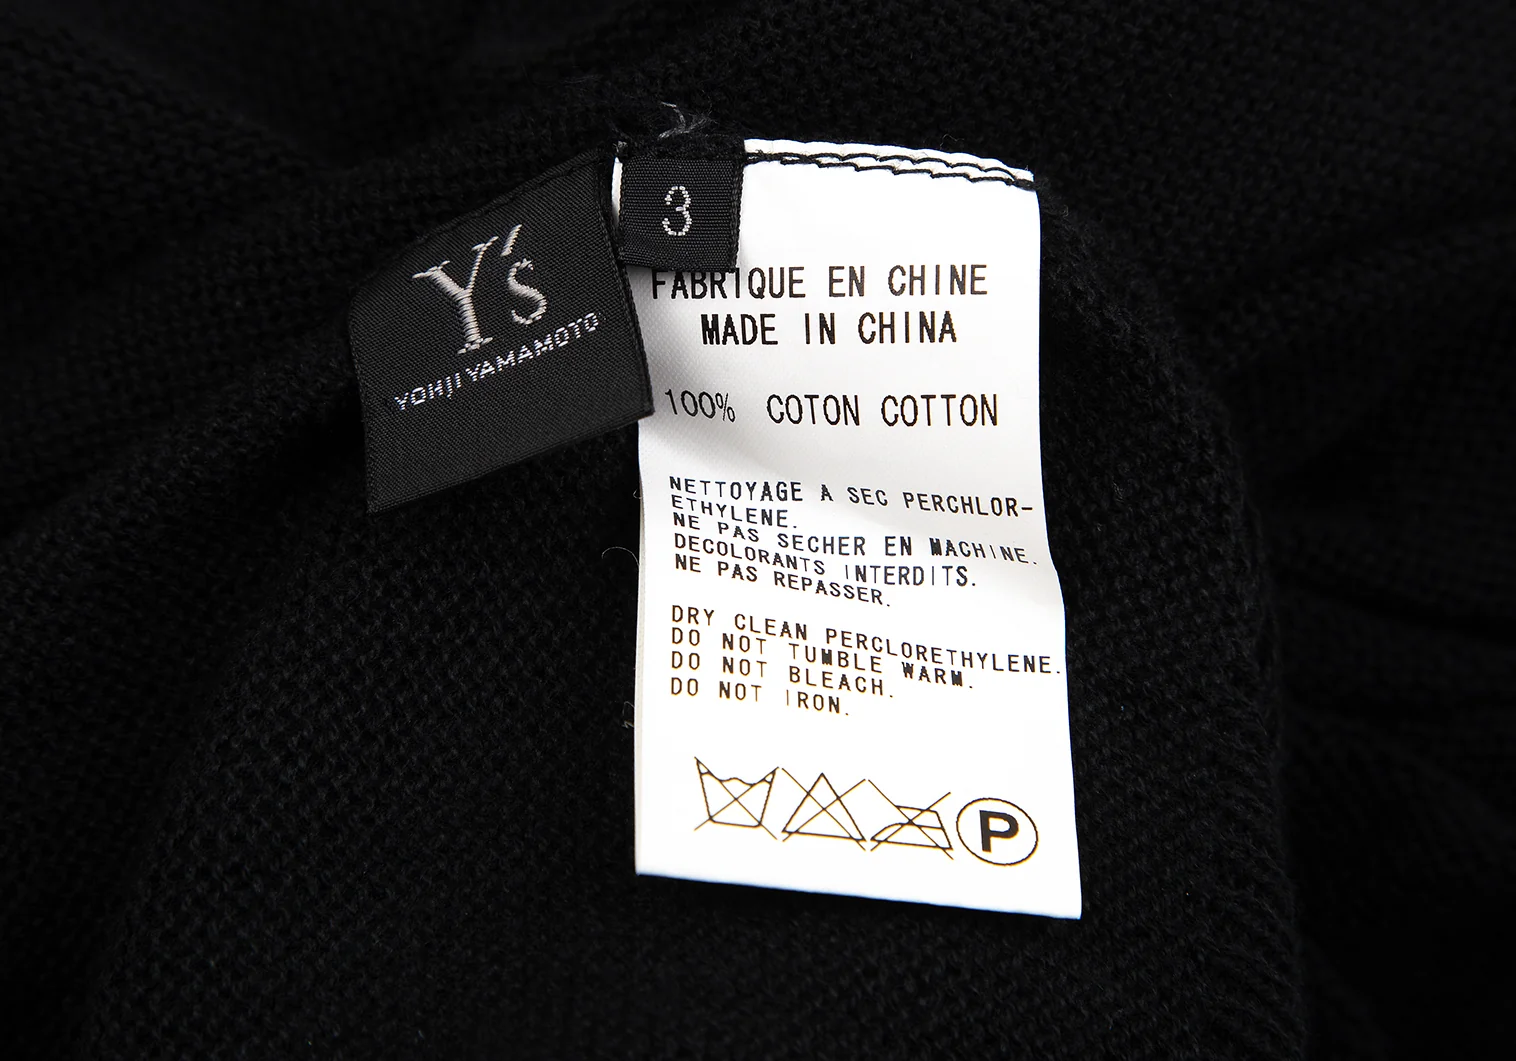 Y's
YOHJI YAMAMOTO
3
FABRIQUE EN CHINE
MADE IN CHINA
100% COTON COTTON
NETTOYAGE A SEC PERCHLOR-
ETHYLENE.
NE PAS SECHER EN MACHINE.
DECOLORANTS INTERDITS.
NE PAS REPASSER.
DRY CLEAN PERCLORETHYLENE.
DO NOT TUMBLE WARM.
DO NOT BLEACH.
DO NOT IRON.
P